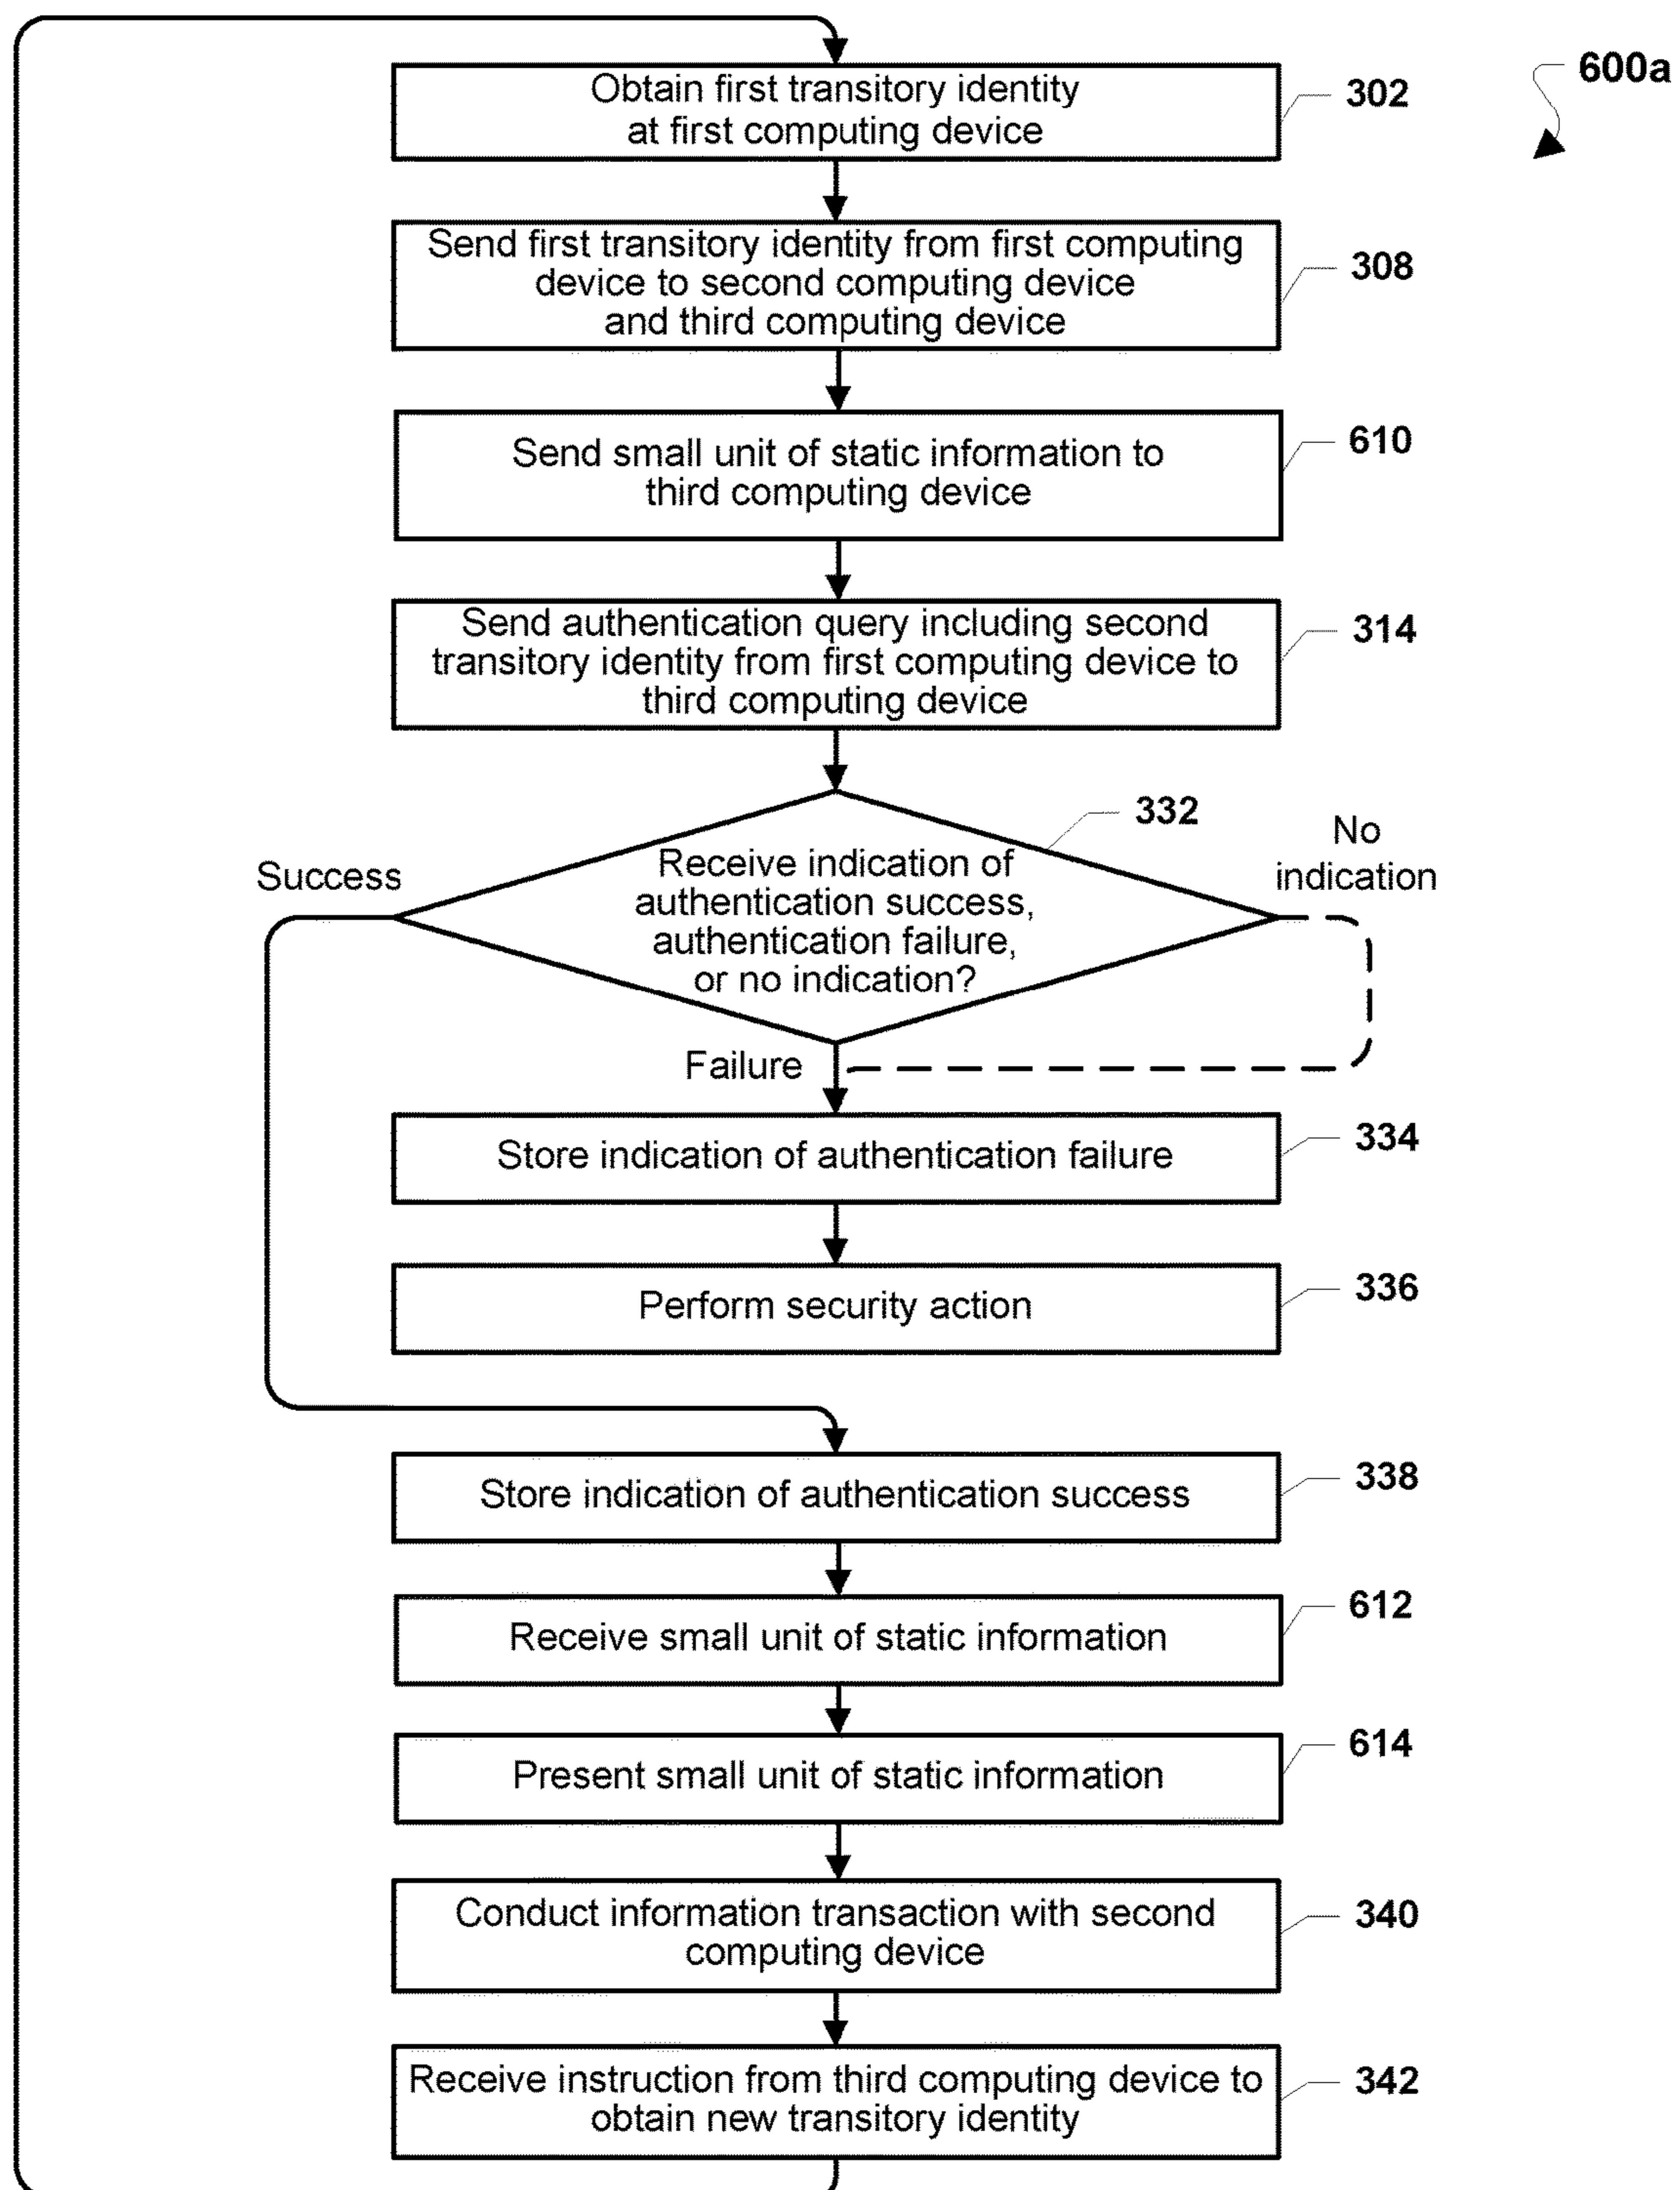 600a
Obtain first transitory identity
at first computing device
302
Send first transitory identity from first computing
device to second computing device
and third computing device
308
Send small unit of static information to
third computing device
610
Send authentication query including second
transitory identity from first computing device to
third computing device
314
332
Receive indication of
authentication success,
authentication failure,
or no indication?
Success
No
indication
Failure
Store indication of authentication failure
334
Perform security action
336
Store indication of authentication success
338
Receive small unit of static information
612
Present small unit of static information
614
Conduct information transaction with second
computing device
340
Receive instruction from third computing device to
obtain new transitory identity
342